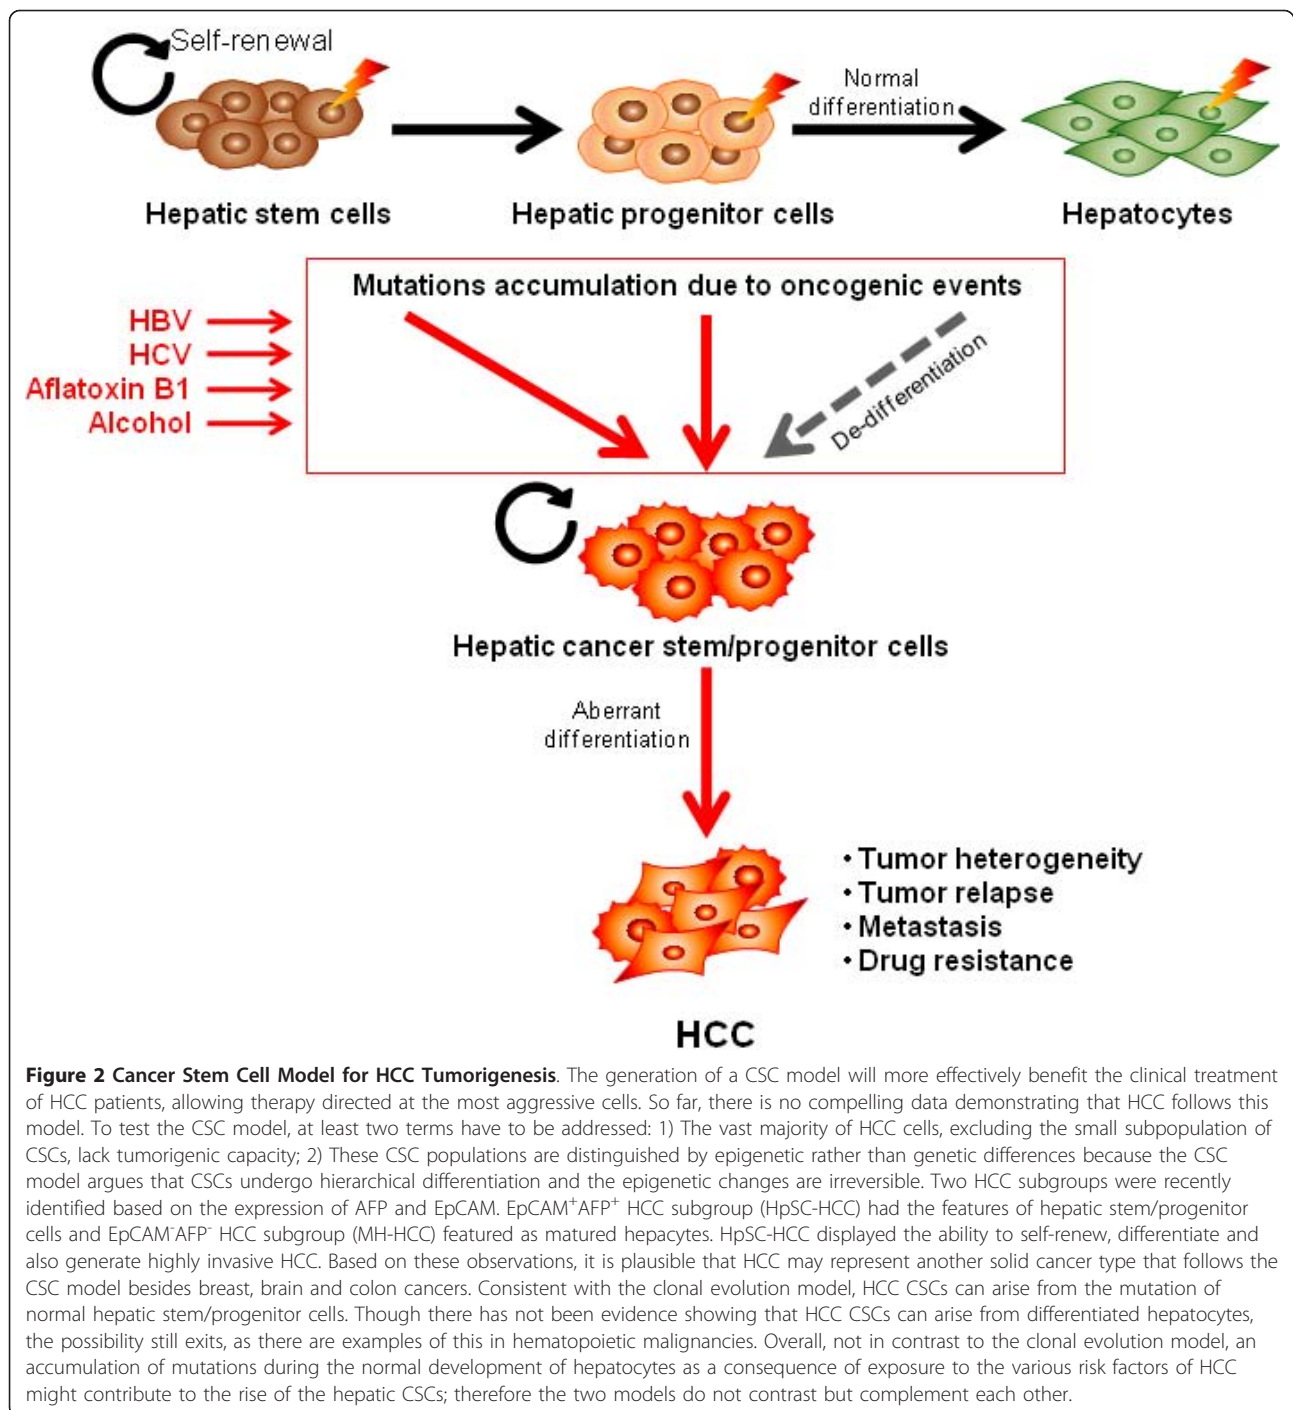 Self-renewal
Normal
differentiation
Hepatic stem cells
Hepatic progenitor cells
Hepatocytes
Mutations accumulation due to oncogenic events
HBV
HCV
Aflatoxin B1
Alcohol
De-differentiation
Hepatic cancer stem/progenitor cells
Aberrant
differentiation
• Tumor heterogeneity
• Tumor relapse
• Metastasis
• Drug resistance
HCC
Figure 2 Cancer Stem Cell Model for HCC Tumorigenesis. The generation of a CSC model will more effectively benefit the clinical treatment
of HCC patients, allowing therapy directed at the most aggressive cells. So far, there is no compelling data demonstrating that HCC follows this
model. To test the CSC model, at least two terms have to be addressed: 1) The vast majority of HCC cells, excluding the small subpopulation of
CSCs, lack tumorigenic capacity; 2) These CSC populations are distinguished by epigenetic rather than genetic differences because the CSC
model argues that CSCs undergo hierarchical differentiation and the epigenetic changes are irreversible. Two HCC subgroups were recently
identified based on the expression of AFP and EpCAM. EpCAM⁺AFP⁺ HCC subgroup (HpSC-HCC) had the features of hepatic stem/progenitor
cells and EpCAM⁻AFP⁻ HCC subgroup (MH-HCC) featured as matured hepacytes. HpSC-HCC displayed the ability to self-renew, differentiate and
also generate highly invasive HCC. Based on these observations, it is plausible that HCC may represent another solid cancer type that follows the
CSC model besides breast, brain and colon cancers. Consistent with the clonal evolution model, HCC CSCs can arise from the mutation of
normal hepatic stem/progenitor cells. Though there has not been evidence showing that HCC CSCs can arise from differentiated hepatocytes,
the possibility still exits, as there are examples of this in hematopoietic malignancies. Overall, not in contrast to the clonal evolution model, an
accumulation of mutations during the normal development of hepatocytes as a consequence of exposure to the various risk factors of HCC
might contribute to the rise of the hepatic CSCs; therefore the two models do not contrast but complement each other.